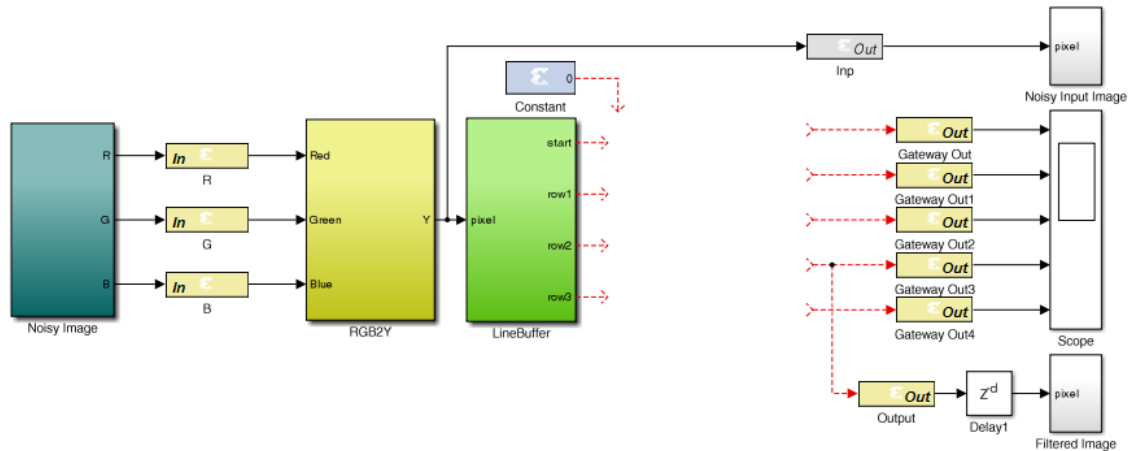 Out
Inp
pixel
Noisy Input Image
0
Constant
R
G
B
Noisy Image
In
R
In
G
In
B
Red
Green
Blue
Y
RGB2Y
pixel
start
row1
row2
row3
LineBuffer
Out
Gateway Out
Out
Gateway Out1
Out
Gateway Out2
Out
Gateway Out3
Out
Gateway Out4
Scope
Out
Output
Z-d
Delay1
pixel
Filtered Image